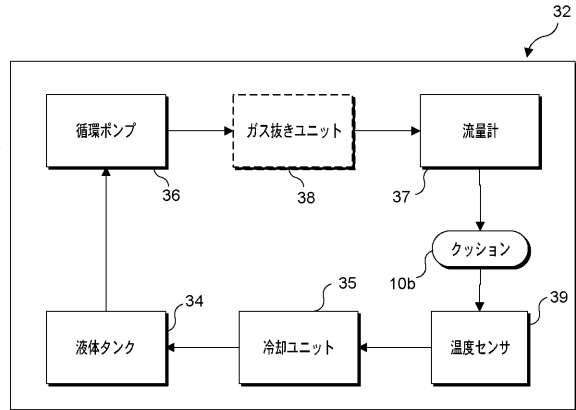 32
循環ポンプ
ガス抜きユニット
流量計
36
38
37
クッション
10b
34
35
39
液体タンク
冷却ユニット
温度センサ